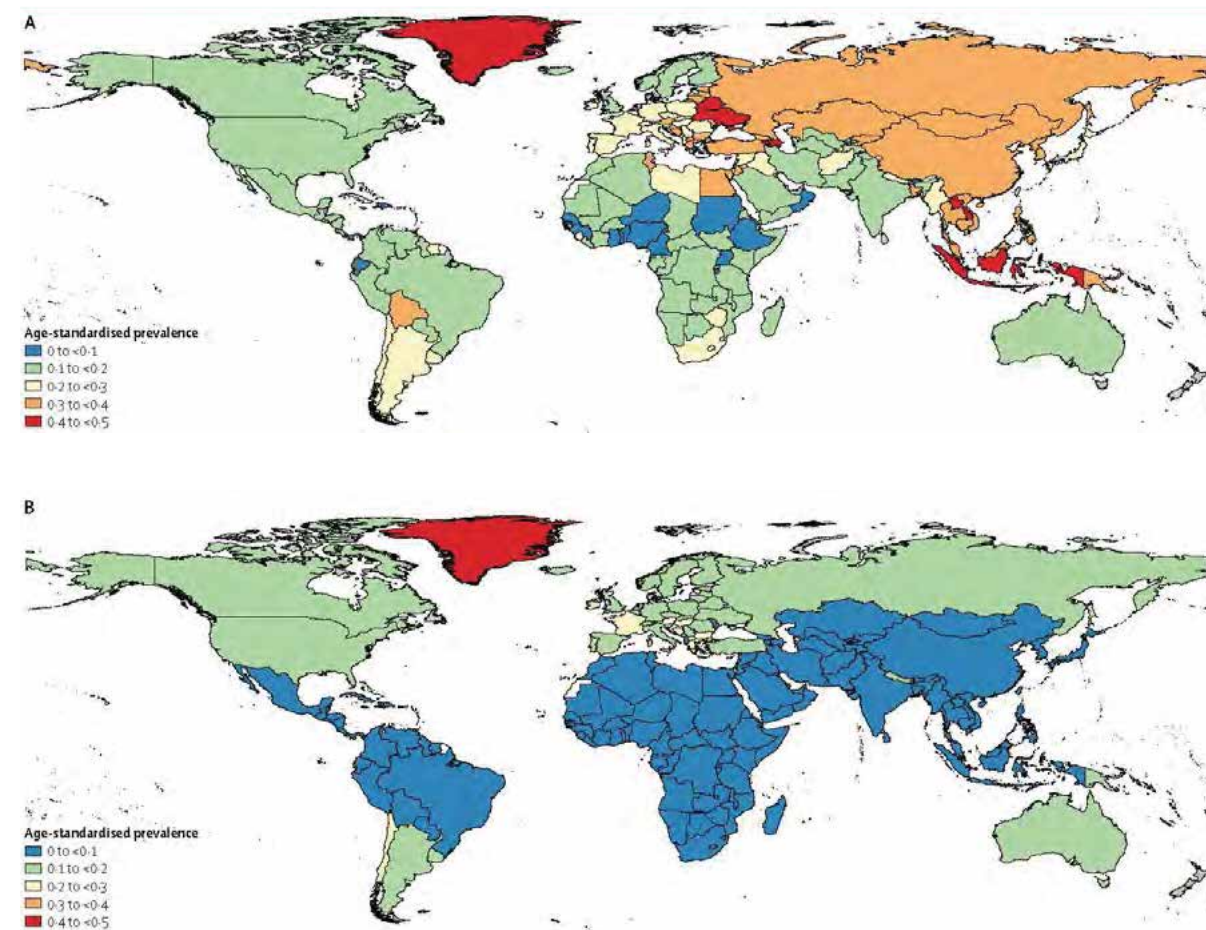 A
Age-standardised prevalence
0 to <0·1
0·1 to <0·2
0·2 to <0·3
0·3 to <0·4
0·4 to <0·5
B
Age-standardised prevalence
0 to <0·1
0·1 to <0·2
0·2 to <0·3
0·3 to <0·4
0·4 to <0·5